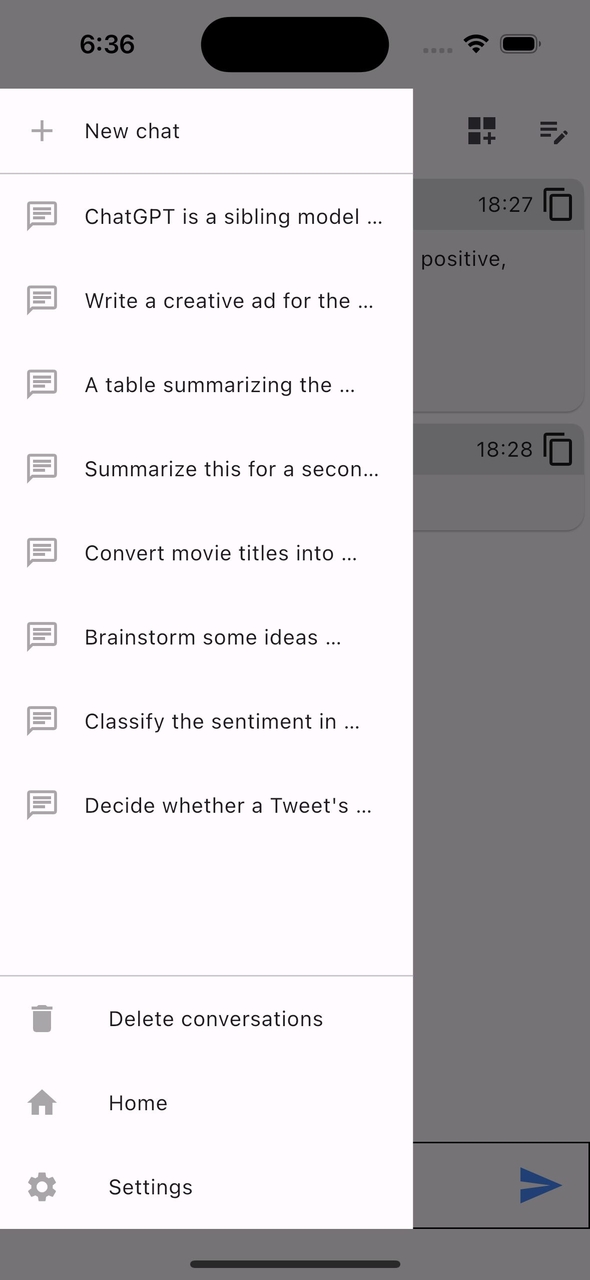 6:36
New chat
18:27
ChatGPT is a sibling model ...
positive,
Write a creative ad for the ...
A table summarizing the ...
18:28
Summarize this for a secon...
Convert movie titles into ...
Brainstorm some ideas ...
Classify the sentiment in ...
Decide whether a Tweet's ...
Delete conversations
Home
Settings